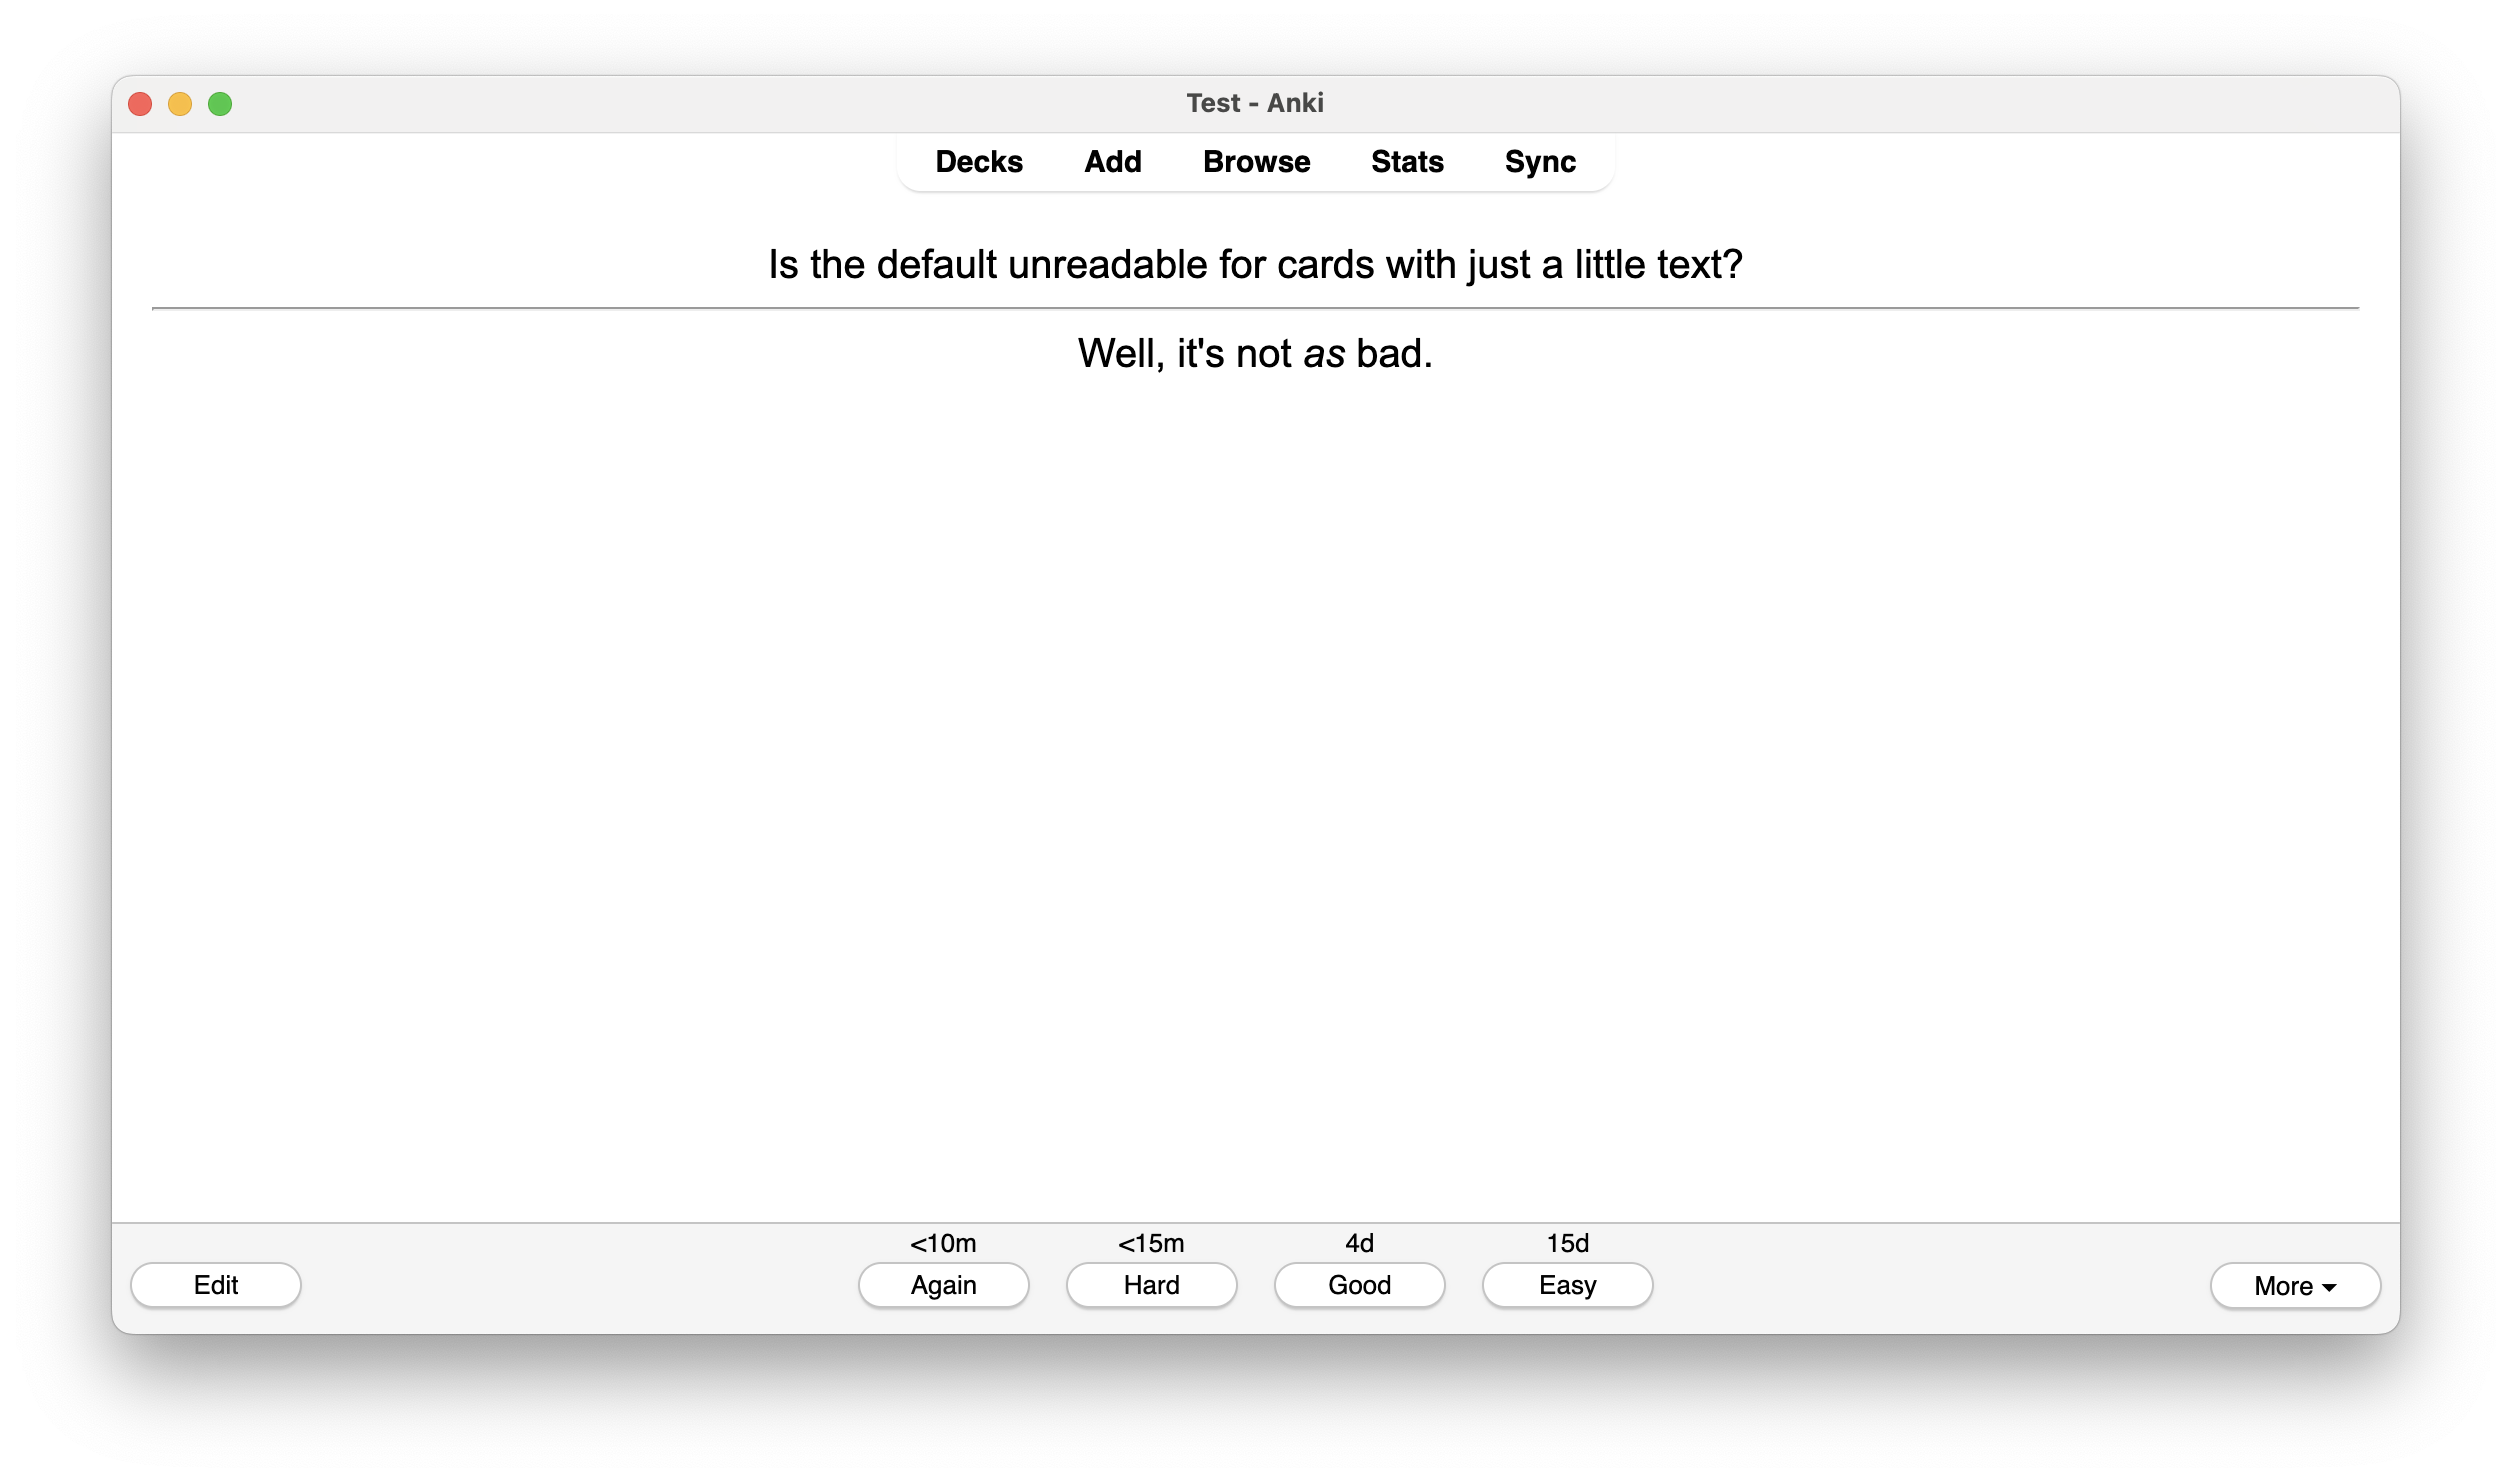 Test - Anki
Decks Add Browse Stats Sync
Is the default unreadable for cards with just a little text?
Well, it's not as bad.
<10m <15m 4d 15d
Edit Again Hard Good Easy More